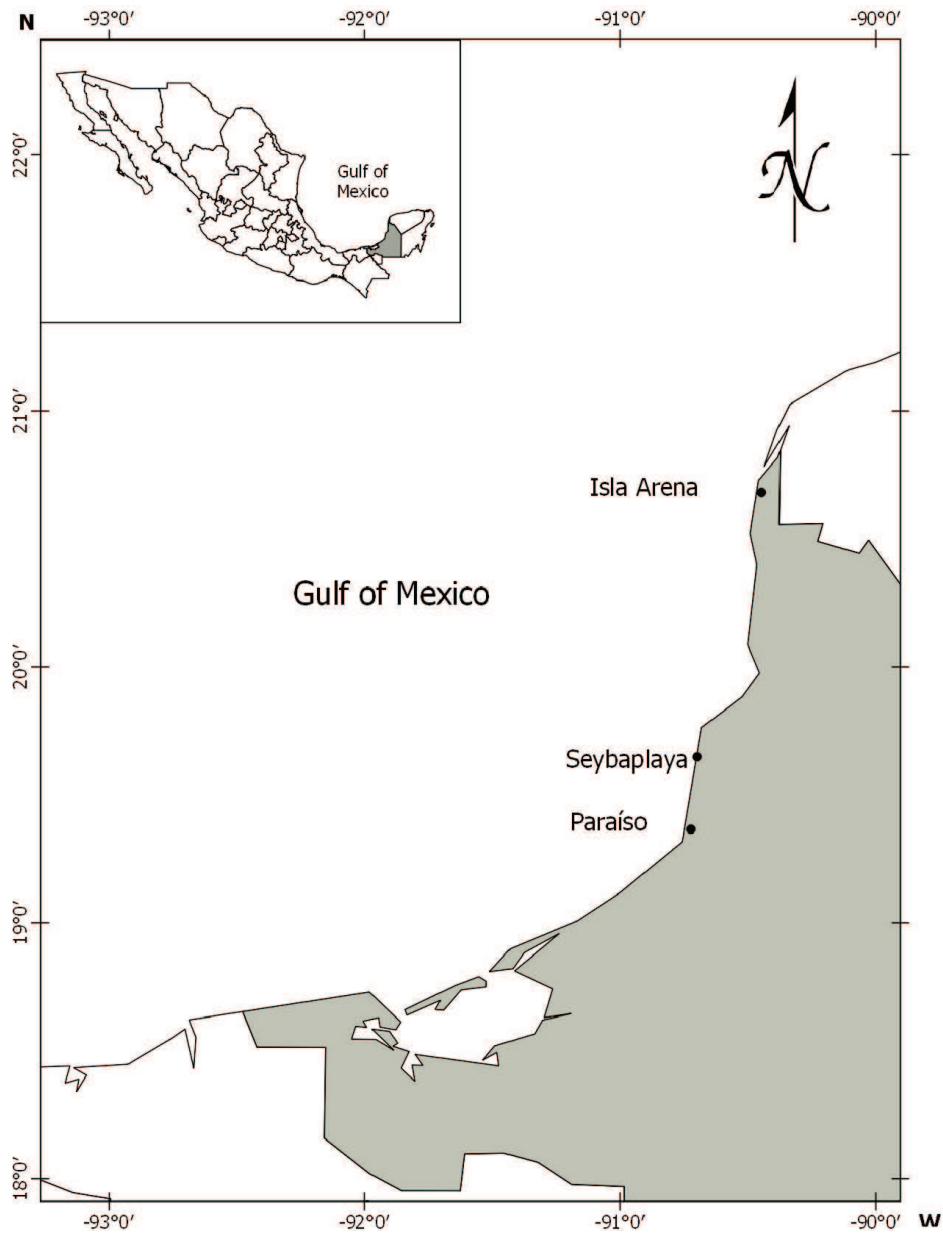 N
-93°0′
-92°0′
-91°0′
-90°0′
Gulf of
Mexico
N
22°0′
21°0′
Isla Arena
Gulf of Mexico
20°0′
Seybaplaya
Paraíso
19°0′
18°0′
-93°0′
-92°0′
-91°0′
-90°0′
W